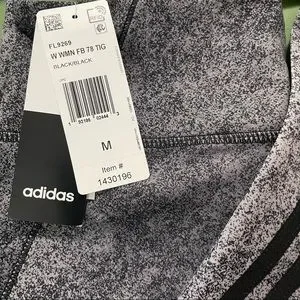 FL9269
W WMN FB 78 TIG
BLACK/BLACK
M
Item #
1430196
adidas